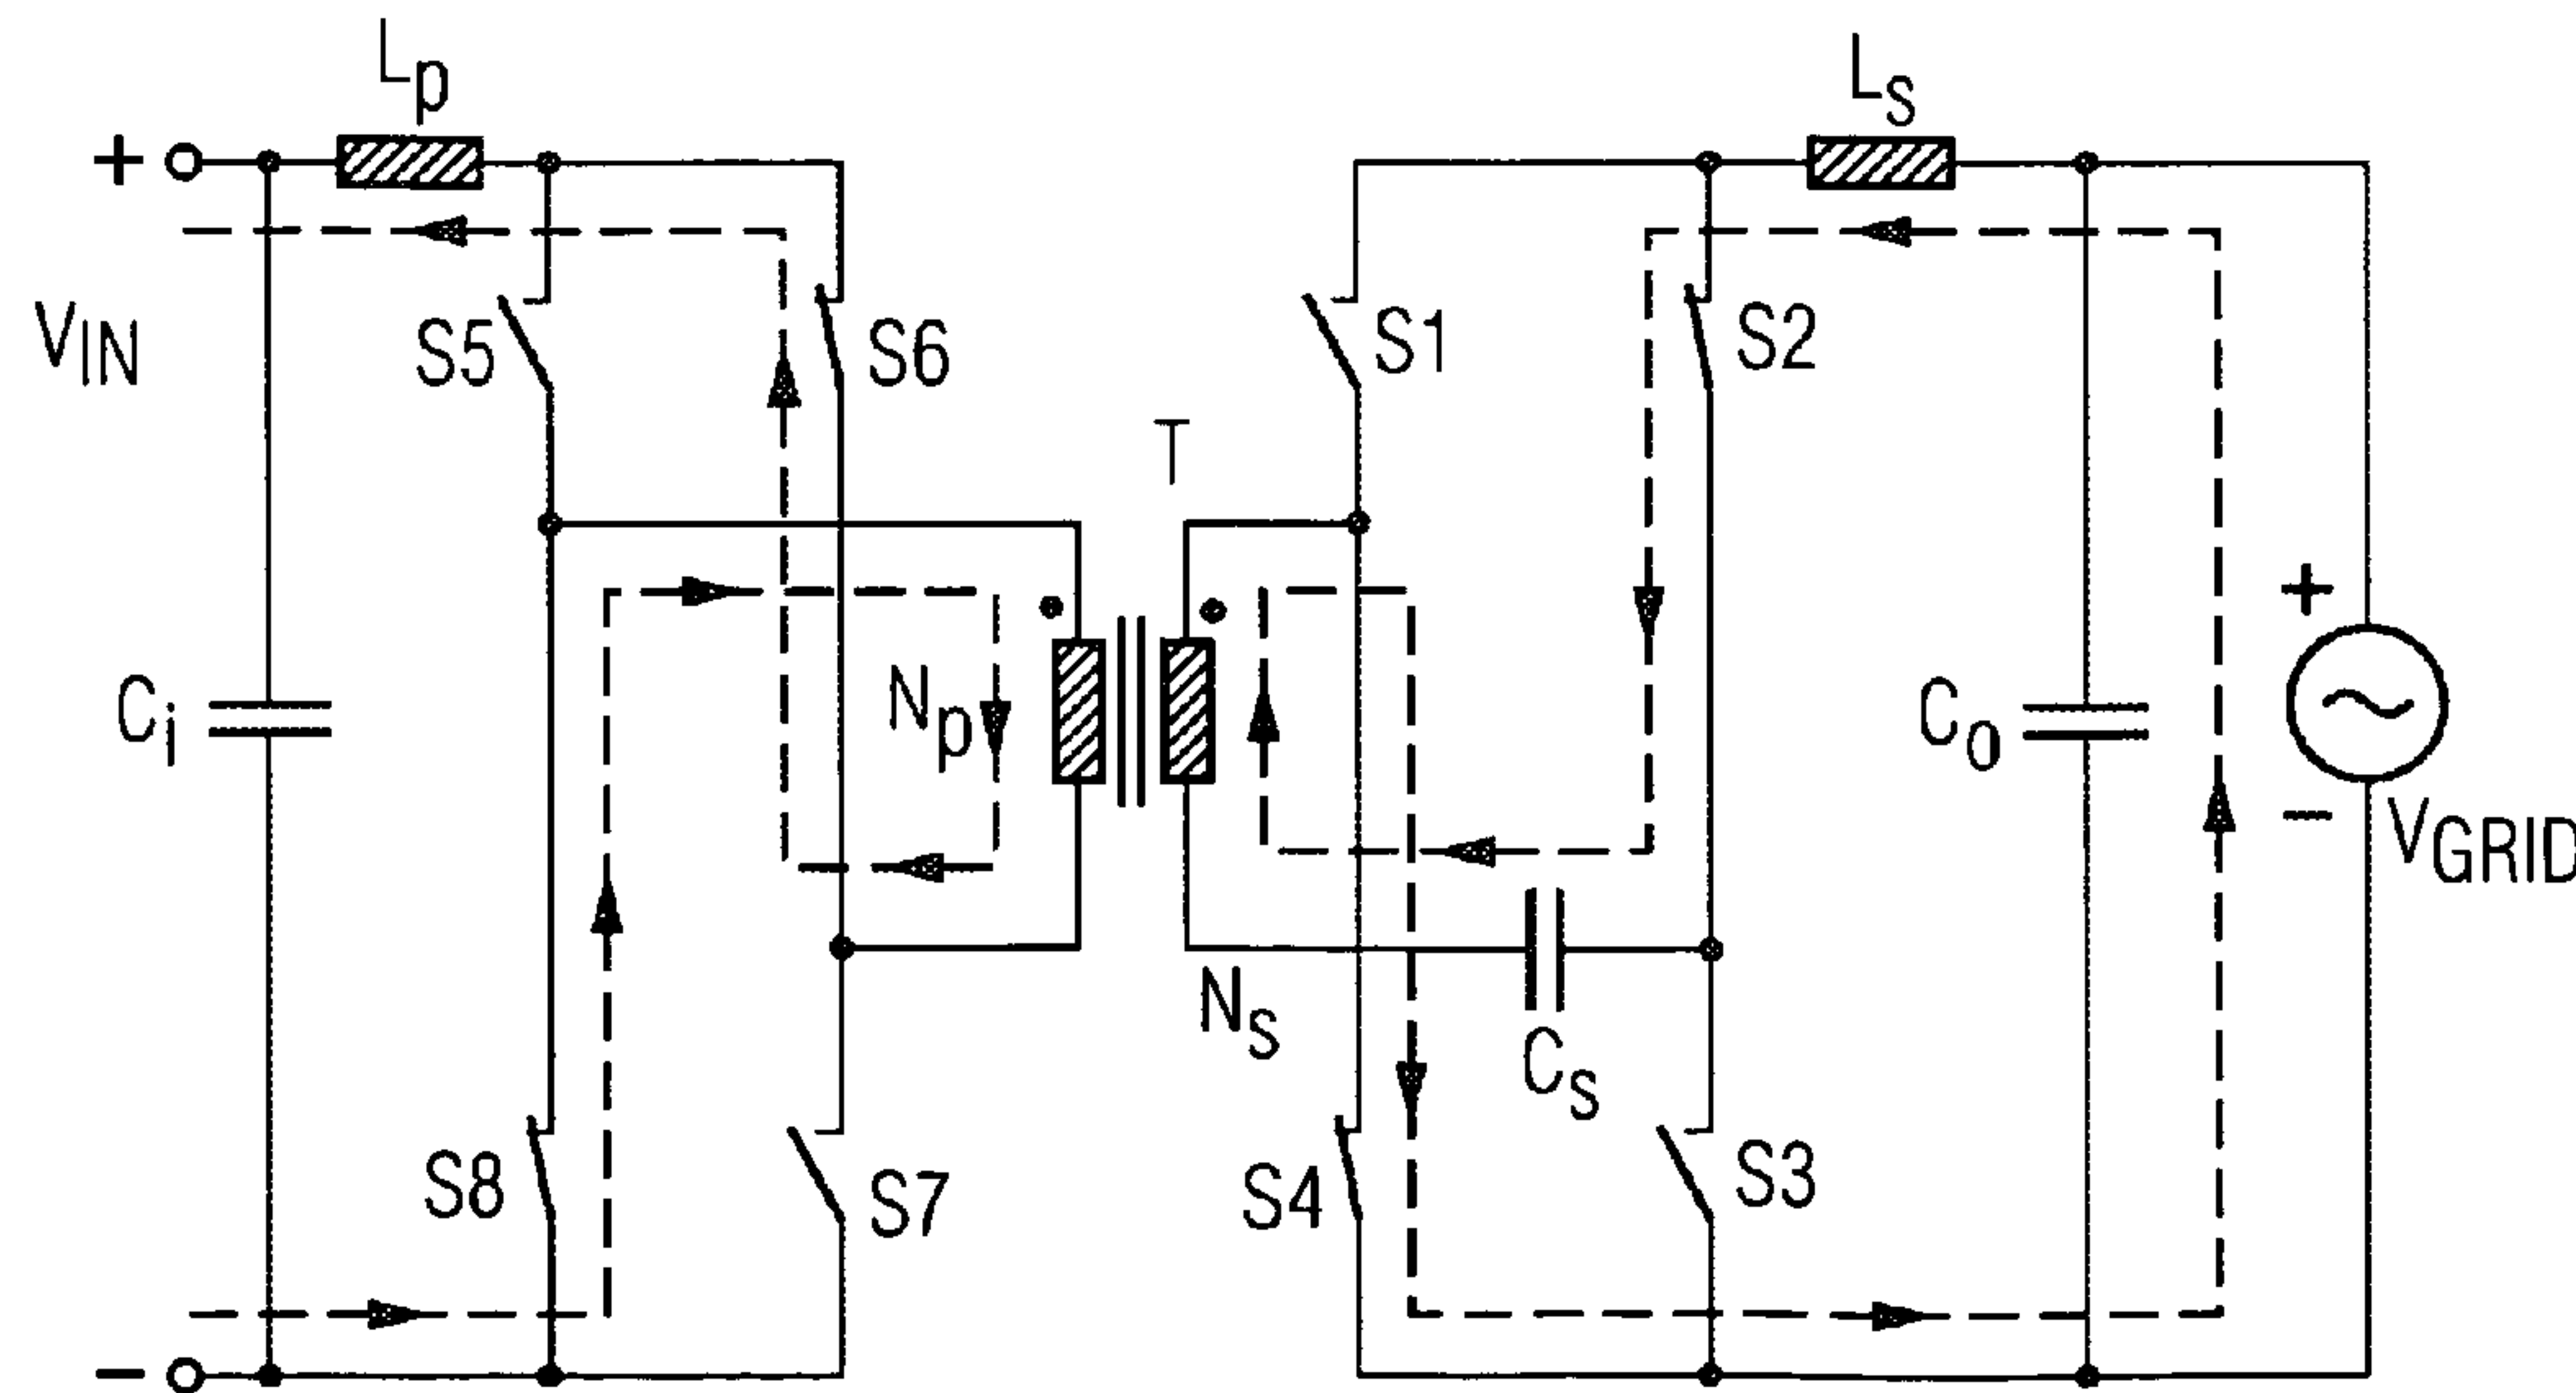 Lp
Ls
+
VIN
S5
S6
S1
S2
T
+
Ci
Np
Co
−
VGRID
Ns
Cs
S8
S7
S4
S3
−